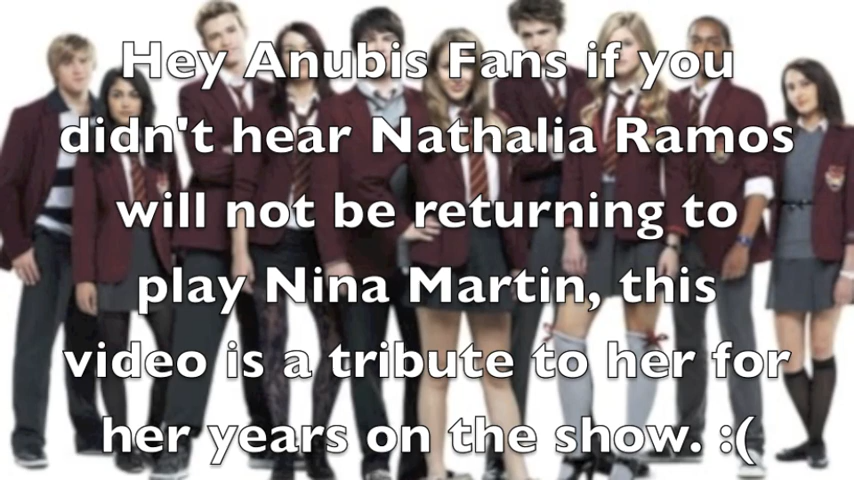 Hey Anubis Fans if you
didn't hear Nathalia Ramos
will not be returning to
play Nina Martin, this
video is a tribute to her for
her years on the show. :(